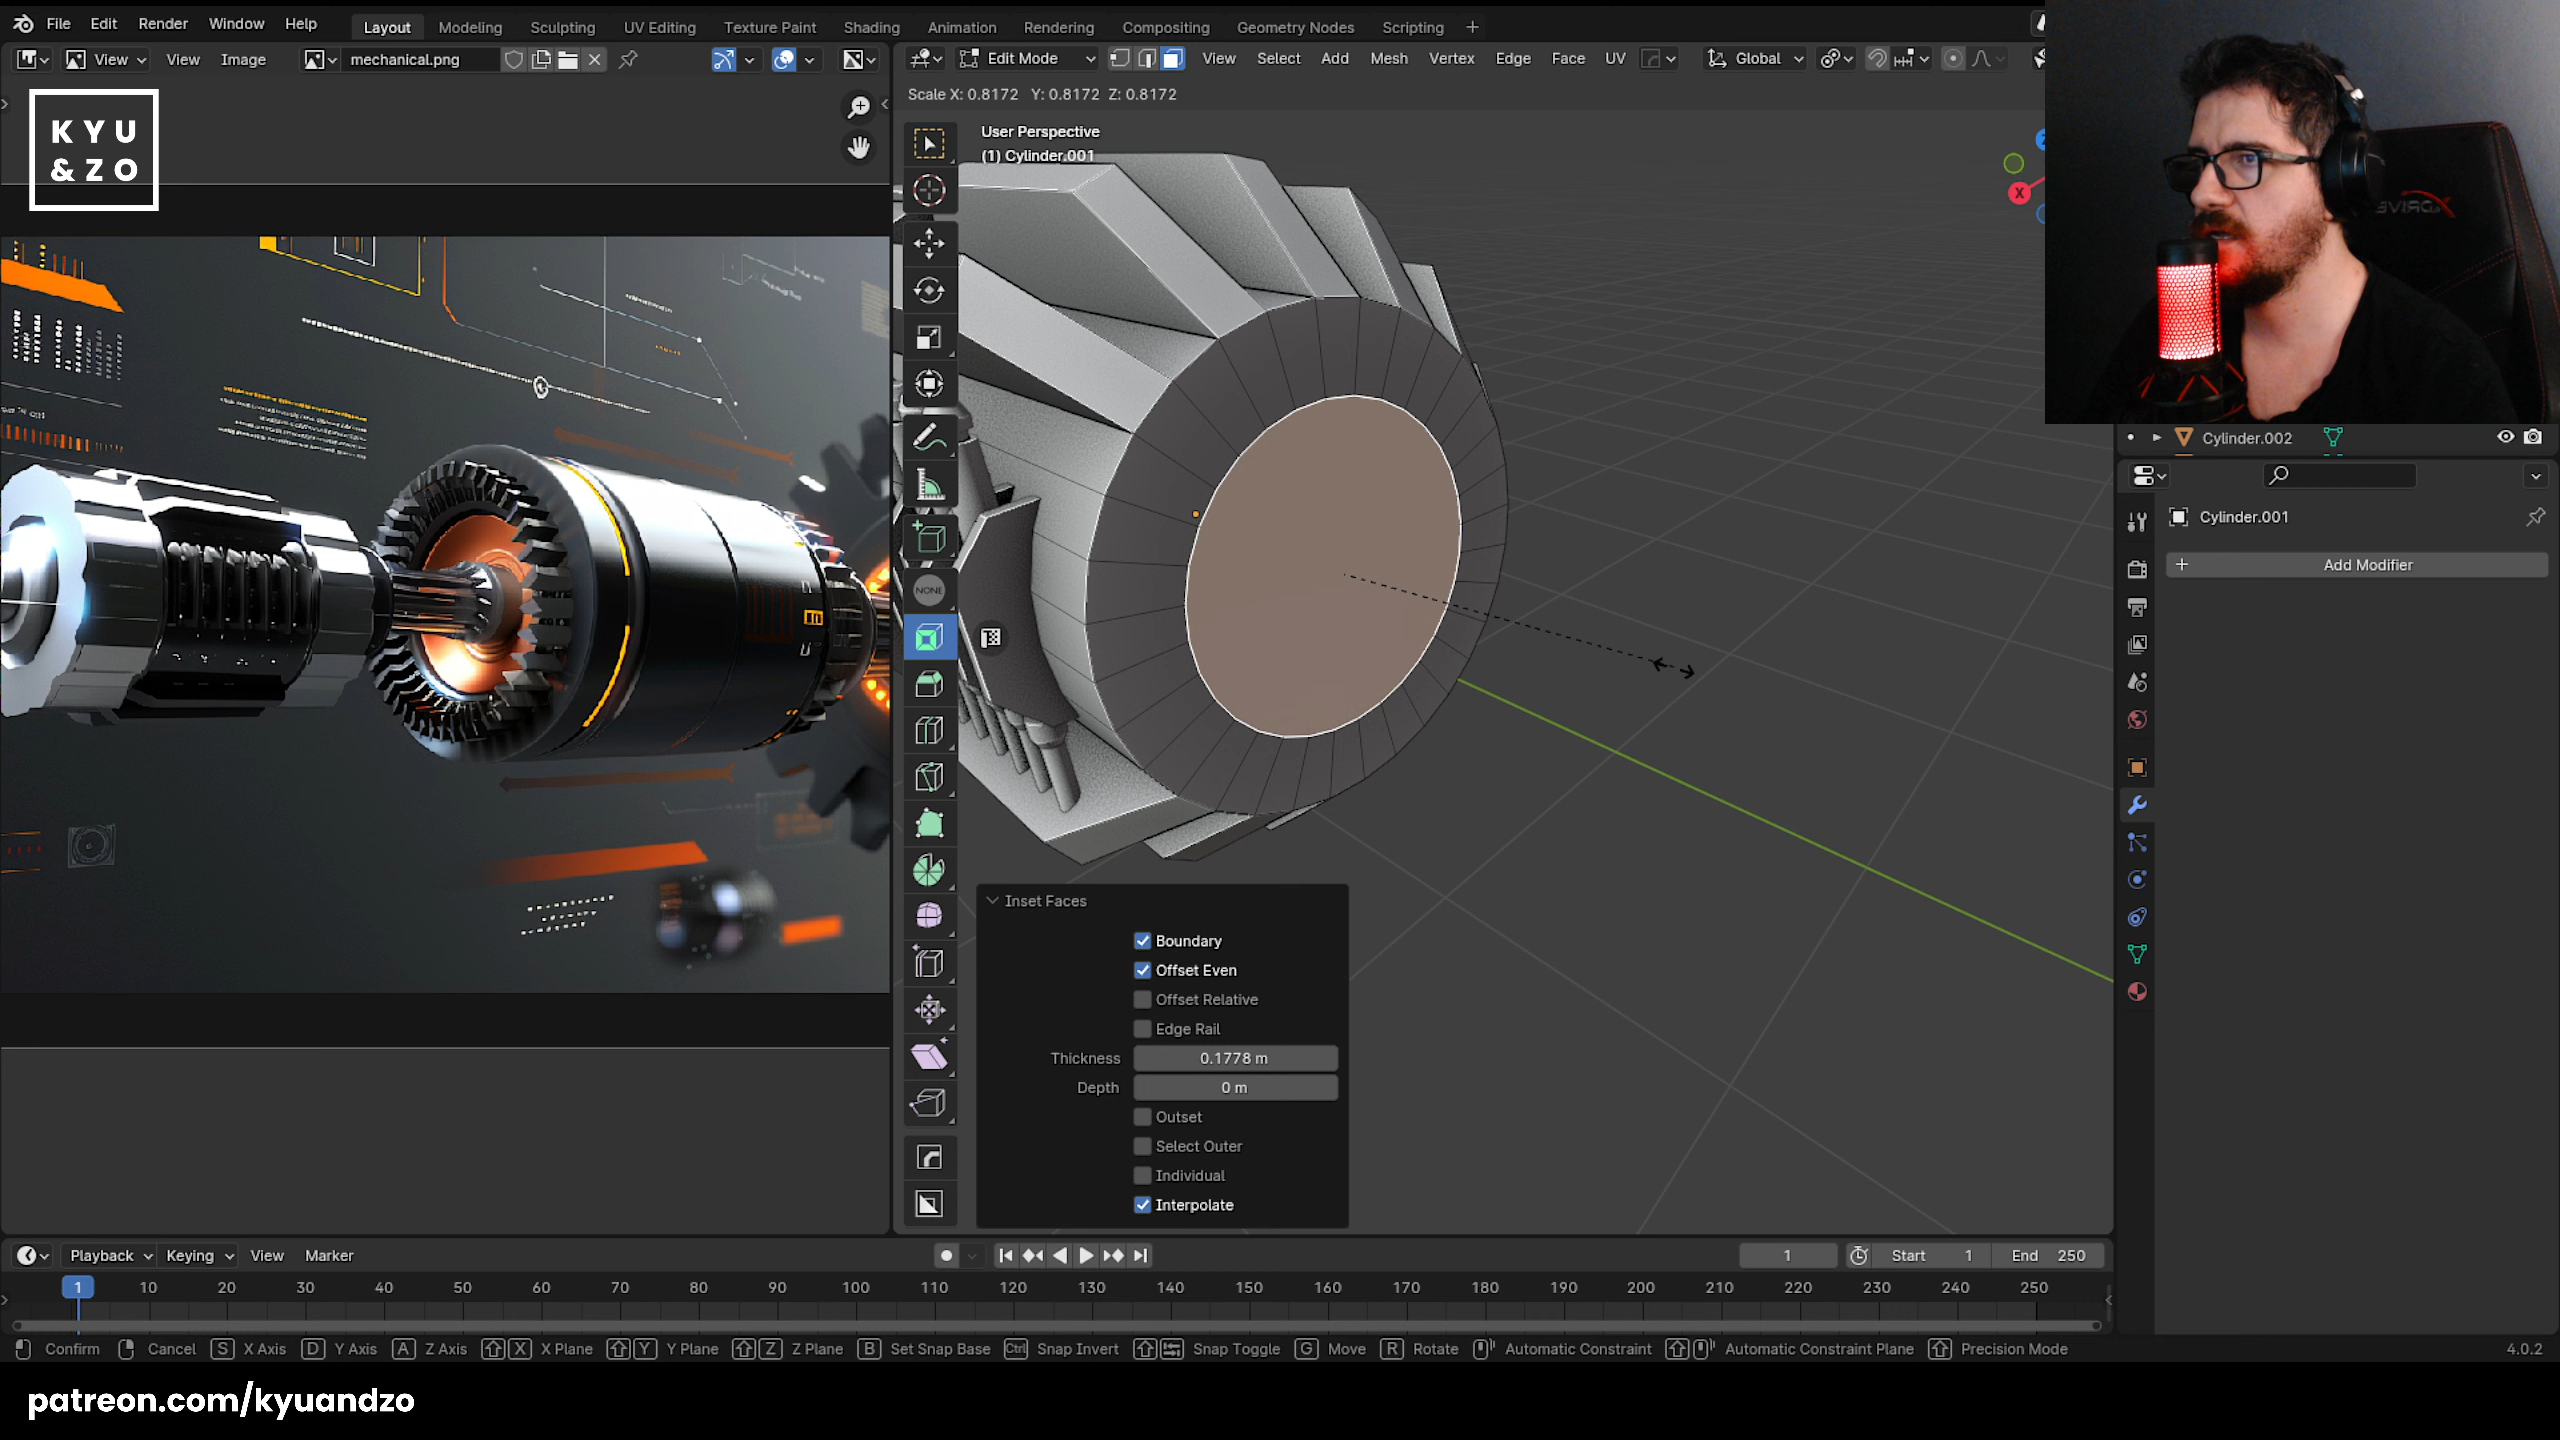 File Edit Render Window Help Layout Modeling Sculpting UV Editing Texture Paint Shading Animation Rendering Compositing Geometry Nodes Scripting +
View View Image mechanical.png
Edit Mode View Select Add Mesh Vertex Edge Face UV Global
KYU
&ZO
Scale X: 0.8172 Y: 0.8172 Z: 0.8172
User Perspective
(1) Cylinder.001
X
Cylinder.002
Cylinder.001
Add Modifier
NONE
Inset Faces
Boundary
Offset Even
Offset Relative
Edge Rail
Thickness 0.1778 m
Depth 0 m
Outset
Select Outer
Individual
Interpolate
Playback Keying View Marker 1 Start 1 End 250
1 10 20 30 40 50 60 70 80 90 100 110 120 130 140 150 160 170 180 190 200 210 220 230 240 250
Confirm Cancel S X Axis D Y Axis A Z Axis X X Plane Y Y Plane Z Z Plane B Set Snap Base Ctrl Snap Invert Snap Toggle G Move R Rotate Automatic Constraint Automatic Constraint Plane Precision Mode 4.0.2
patreon.com/kyuandzo